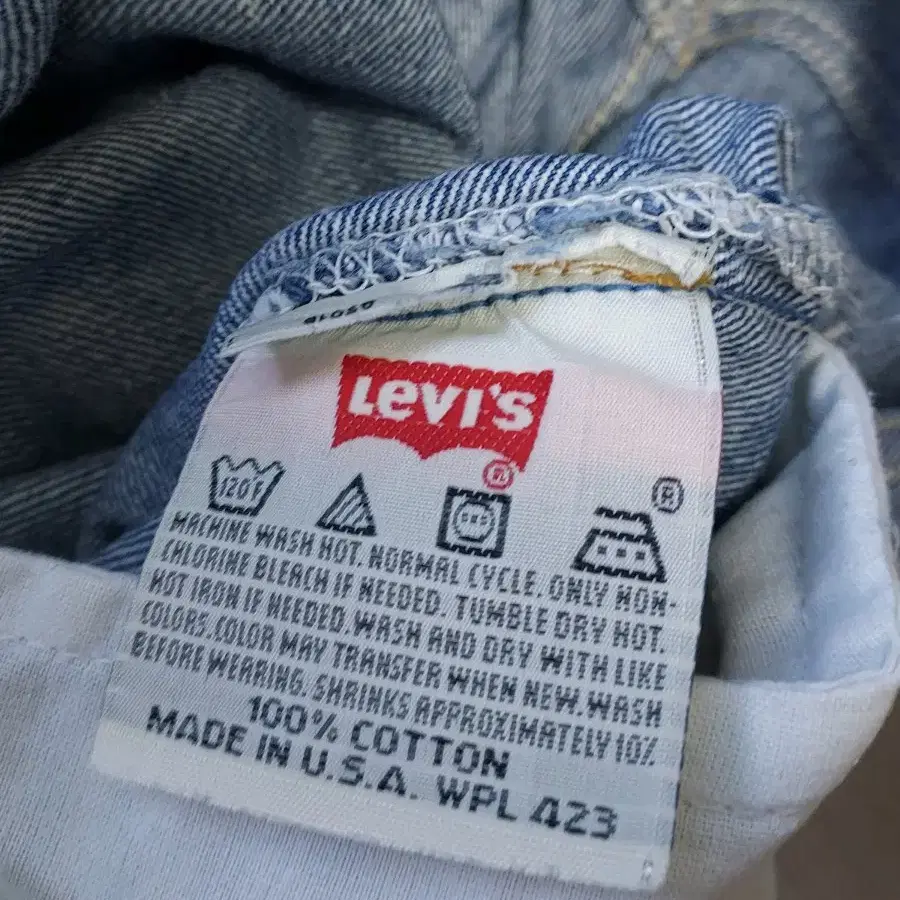 LEVI'S
®
120°F
®
MACHINE WASH HOT. NORMAL CYCLE. ONLY NON-
CHLORINE BLEACH IF NEEDED. TUMBLE DRY HOT.
HOT IRON IF NEEDED. WASH AND DRY WITH LIKE
COLORS. COLOR MAY TRANSFER WHEN NEW. WASH
BEFORE WEARING. SHRINKS APPROXIMATELY 10%
100% COTTON
MADE IN U.S.A. WPL 423